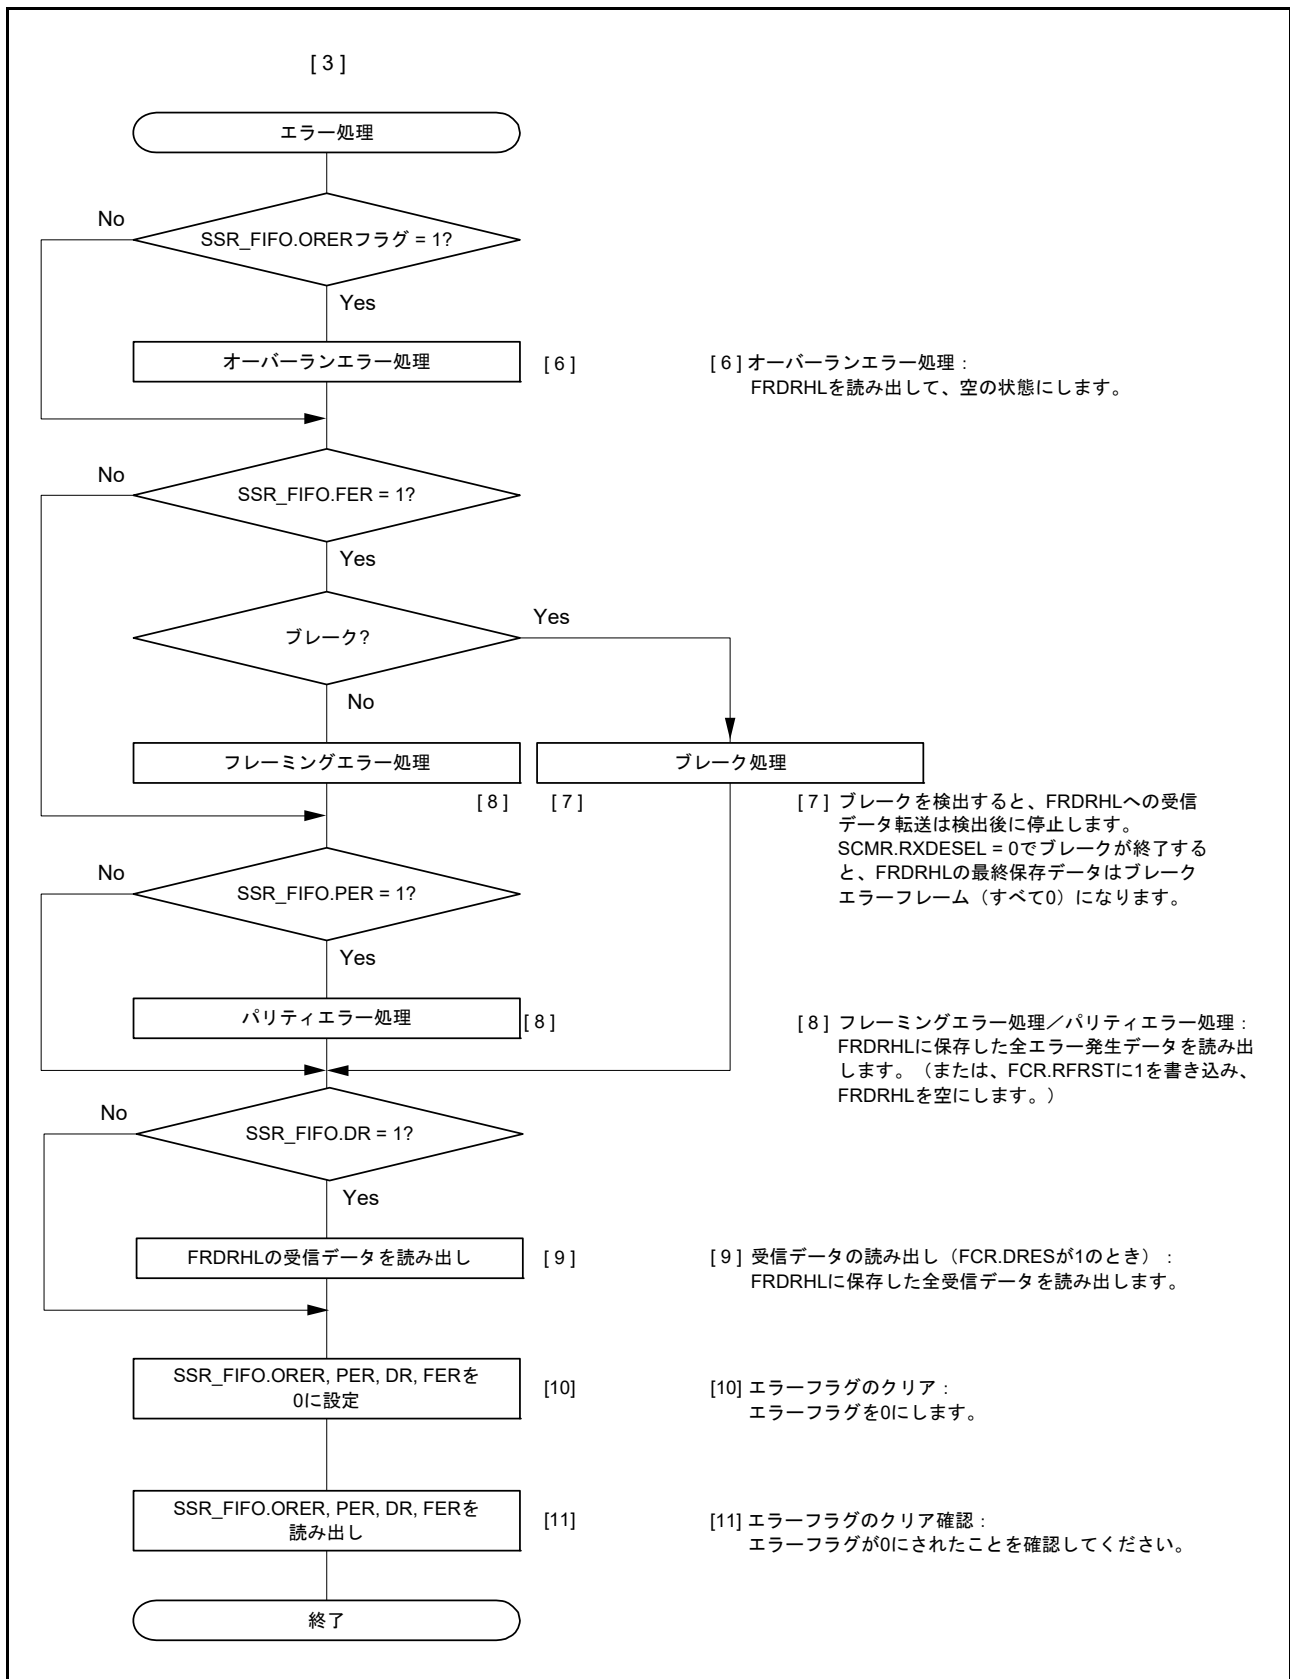 [ 3 ]
エラー処理
No
SSR_FIFO.ORERフラグ = 1?
Yes
オーバーランエラー処理
[ 6 ]
[ 6 ] オーバーランエラー処理：
FRDRHLを読み出して、空の状態にします。
No
SSR_FIFO.FER = 1?
Yes
ブレーク?
Yes
No
フレーミングエラー処理
ブレーク処理
[ 8 ]
[ 7 ]
[ 7 ] ブレークを検出すると、FRDRHLへの受信
データ転送は検出後に停止します。
SCMR.RXDESEL = 0でブレークが終了する
と、FRDRHLの最終保存データはブレーク
エラーフレーム（すべて0）になります。
No
SSR_FIFO.PER = 1?
Yes
パリティエラー処理
[ 8 ]
[ 8 ] フレーミングエラー処理／パリティエラー処理：
FRDRHLに保存した全エラー発生データを読み出
します。（または、FCR.RFRSTに1を書き込み、
FRDRHLを空にします。）
No
SSR_FIFO.DR = 1?
Yes
FRDRHLの受信データを読み出し
[ 9 ]
[ 9 ] 受信データの読み出し（FCR.DRESが1のとき）：
FRDRHLに保存した全受信データを読み出します。
SSR_FIFO.ORER, PER, DR, FERを
0に設定
[10]
[10] エラーフラグのクリア：
エラーフラグを0にします。
SSR_FIFO.ORER, PER, DR, FERを
読み出し
[11]
[11] エラーフラグのクリア確認：
エラーフラグが0にされたことを確認してください。
終了